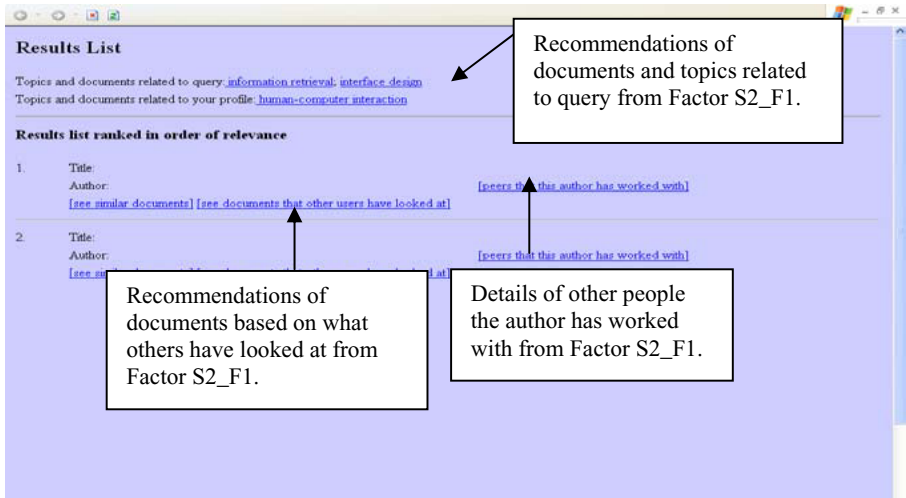 Results List
Recommendations of
documents and topics related
to query from Factor S2_F1.
Topics and documents related to query: information retrieval; interface design
Topics and documents related to your profile: human-computer interaction
Results list ranked in order of relevance
1. Title:
Author: [peers that this author has worked with]
[see similar documents] [see documents that other users have looked at]
2. Title:
Author: [peers that this author has worked with]
[see at]
Recommendations of
documents based on what
others have looked at from
Factor S2_F1.
Details of other people
the author has worked
with from Factor S2_F1.